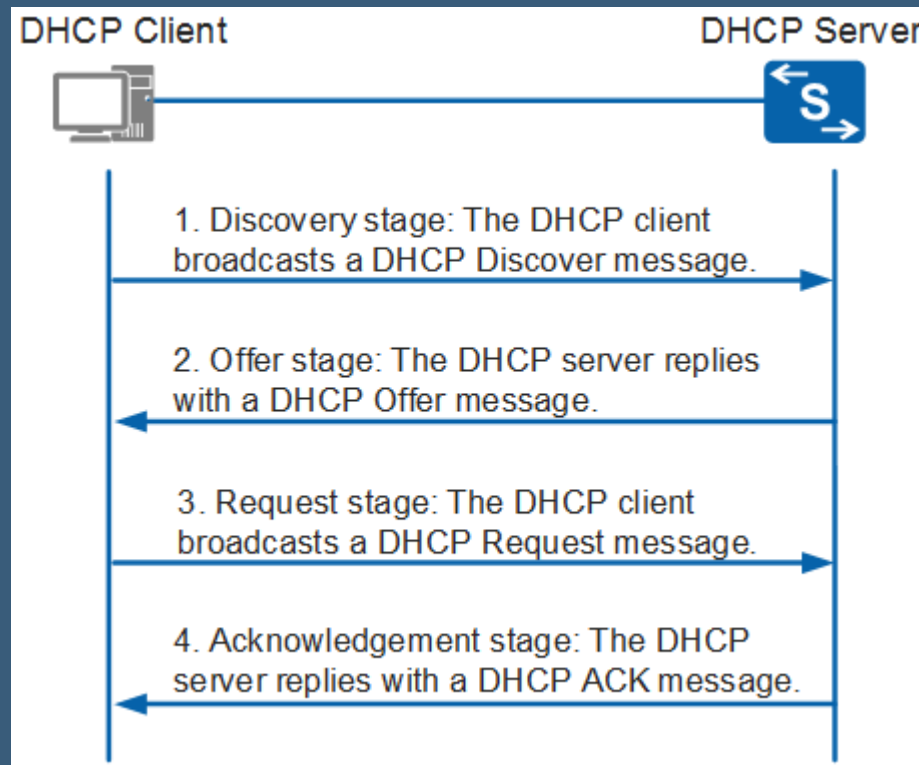 DHCP Client
DHCP Server
S
1. Discovery stage: The DHCP client
broadcasts a DHCP Discover message.
2. Offer stage: The DHCP server replies
with a DHCP Offer message.
3. Request stage: The DHCP client
broadcasts a DHCP Request message.
4. Acknowledgement stage: The DHCP
server replies with a DHCP ACK message.